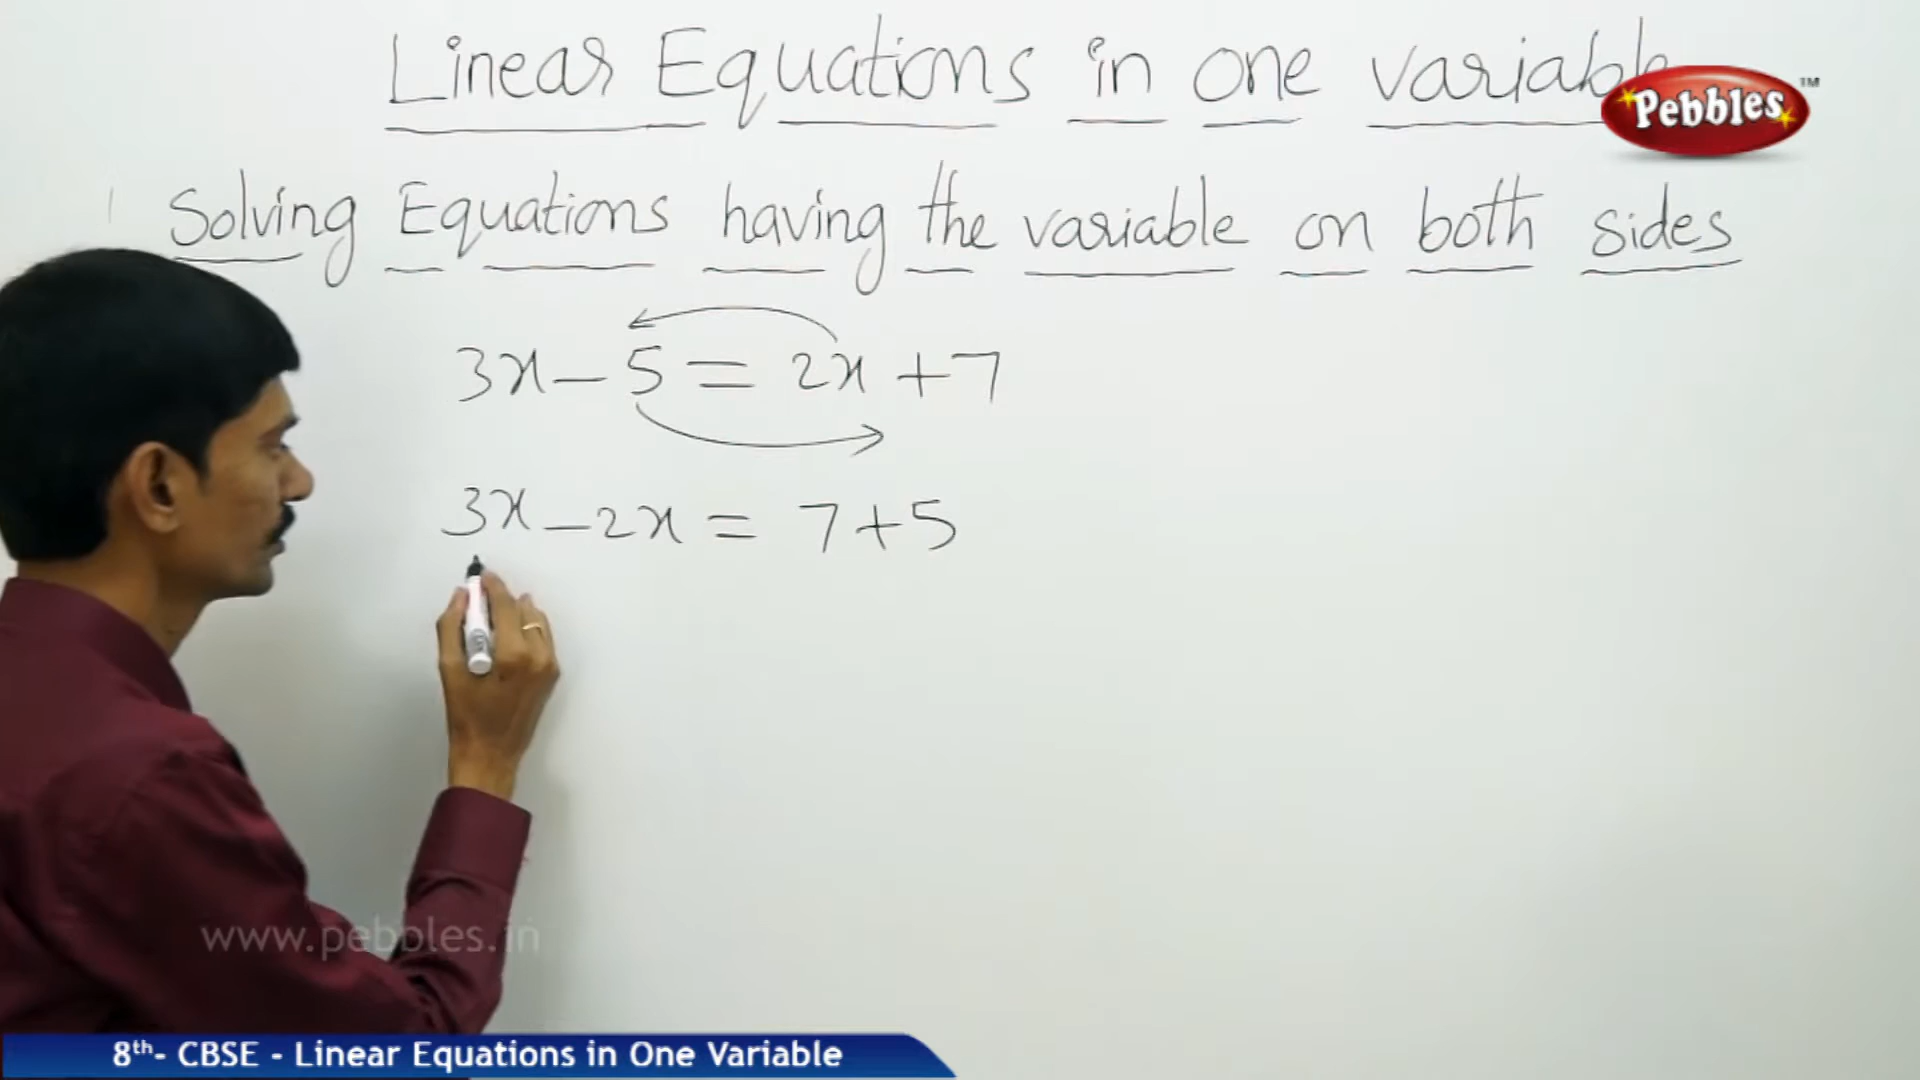 Linear Equations in one variable
Pebbles™
Solving Equations having the variable on both sides
3x - 5 = 2x + 7
3x - 2x = 7 + 5
www.pebbles.in
8th- CBSE - Linear Equations in One Variable